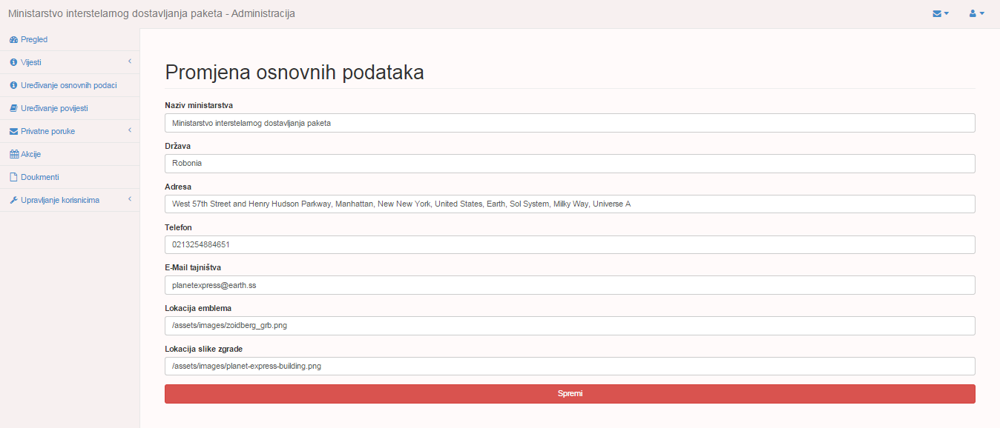 Ministarstvo interstelarnog dostavljanja paketa - Administracija
Pregled
Vijesti
Uređivanje osnovnih podaci
Uređivanje povijesti
Privatne poruke
Akcije
Doukmenti
Upravljanje korisnicima
Promjena osnovnih podataka
Naziv ministarstva
Ministarstvo interstelarnog dostavljanja paketa
Država
Robonia
Adresa
West 57th Street and Henry Hudson Parkway, Manhattan, New New York, United States, Earth, Sol System, Milky Way, Universe A
Telefon
0213254884651
E-Mail tajništva
planetexpress@earth.ss
Lokacija emblema
/assets/images/zoidberg_grb.png
Lokacija slike zgrade
/assets/images/planet-express-building.png
Spremi